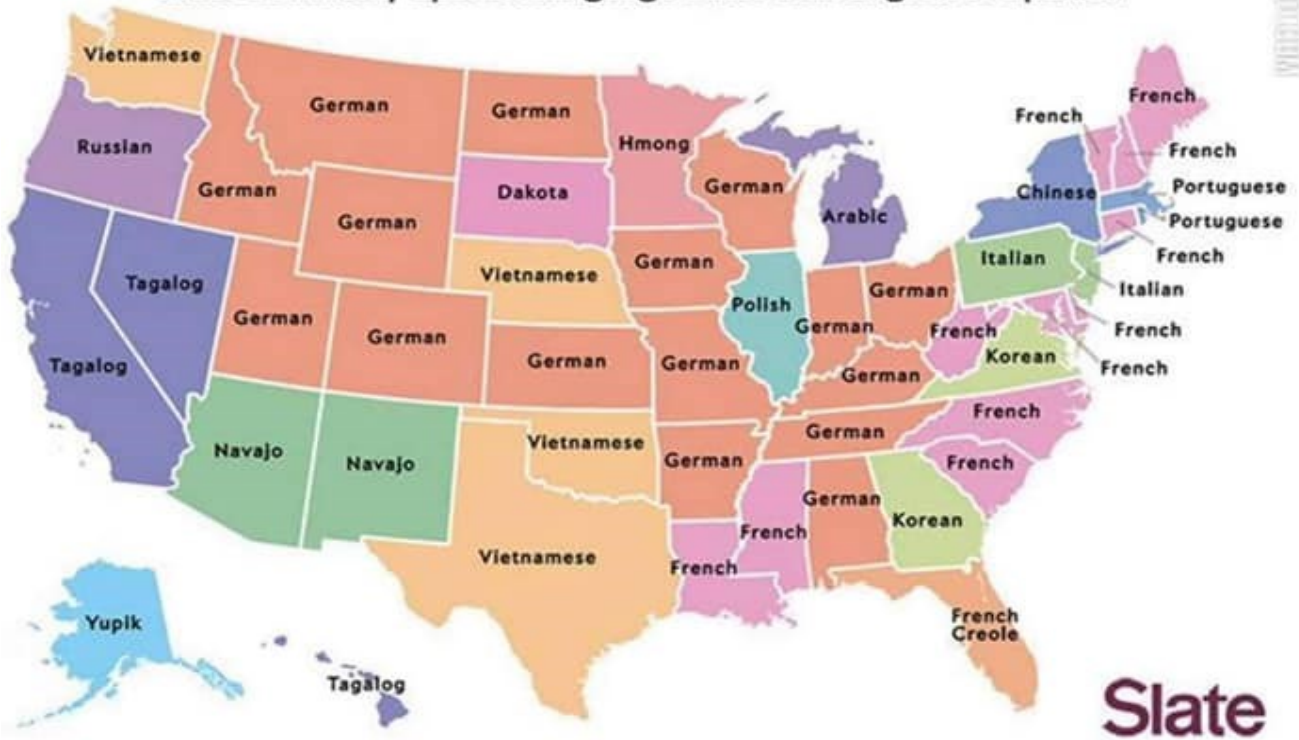 Vietnamese
German
German
Hmong
French
French
Russian
French
German
Dakota
German
Chinese
Portuguese
German
Arabic
Portuguese
French
Tagalog
Vietnamese
German
Italian
Italian
German
German
Polish
German
German
French
French
Tagalog
German
German
German
Korean
French
Navajo
Navajo
Vietnamese
German
German
French
French
German
Korean
Vietnamese
French
French
Yupik
French
Creole
Tagalog
Slate